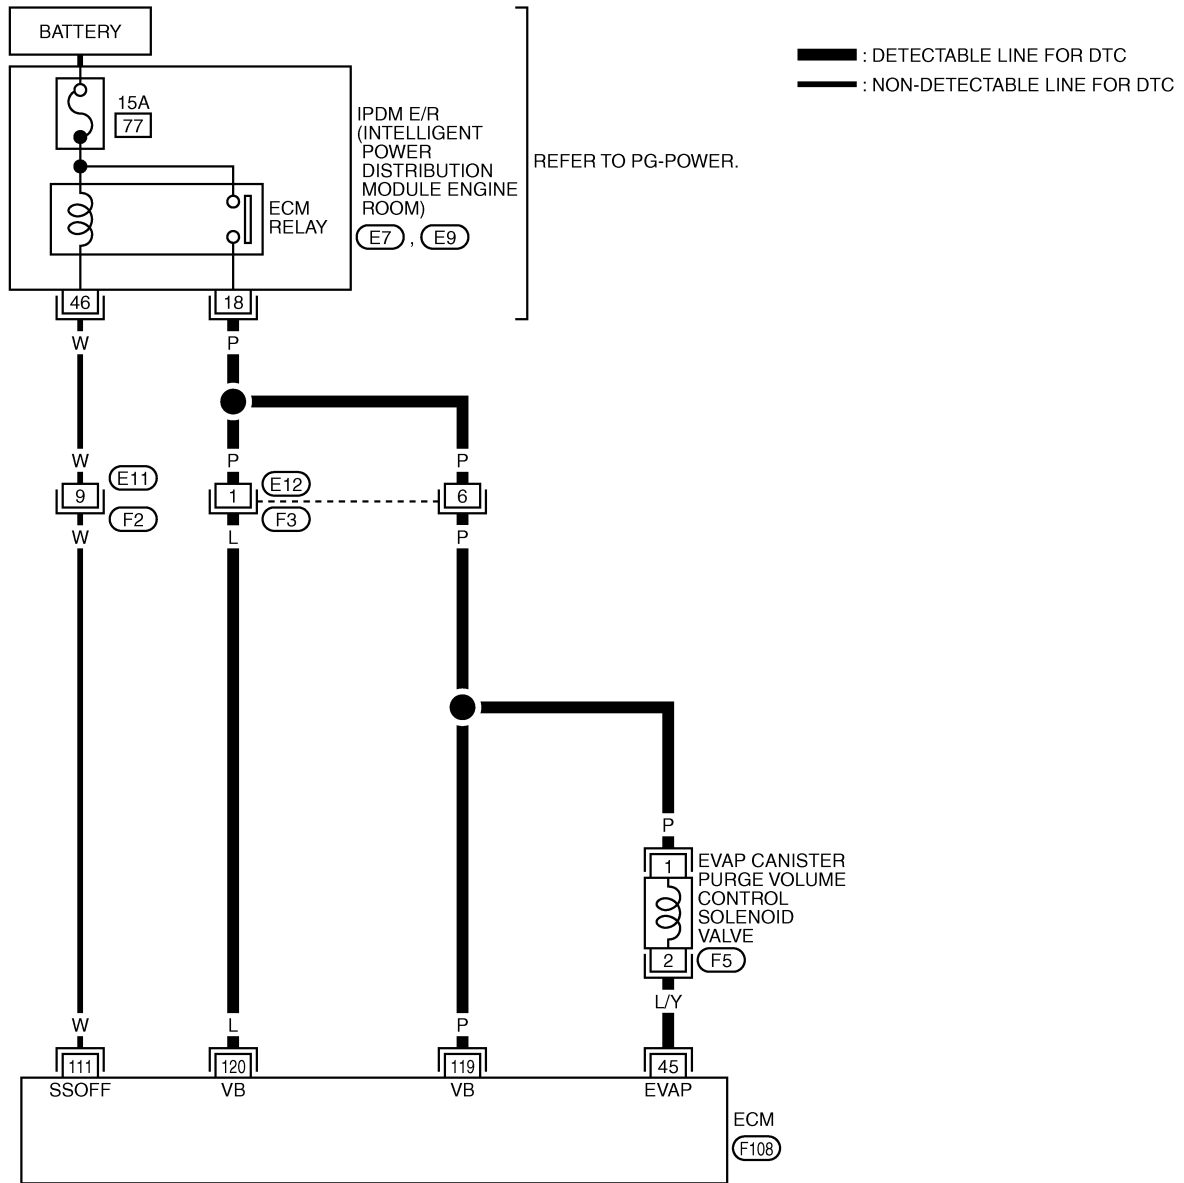 BATTERY
: DETECTABLE LINE FOR DTC
: NON-DETECTABLE LINE FOR DTC
15A
77
IPDM E/R
(INTELLIGENT
POWER
DISTRIBUTION
MODULE ENGINE
ROOM)
E7 , E9
REFER TO PG-POWER.
ECM
RELAY
46 18
W P
W P P
9 E11 F2
1 E12 F3
6
W L P
P
1
EVAP CANISTER
PURGE VOLUME
CONTROL
SOLENOID
VALVE
2 F5
L/Y
W L P
111 120 119 45
SSOFF VB VB EVAP
ECM
F108